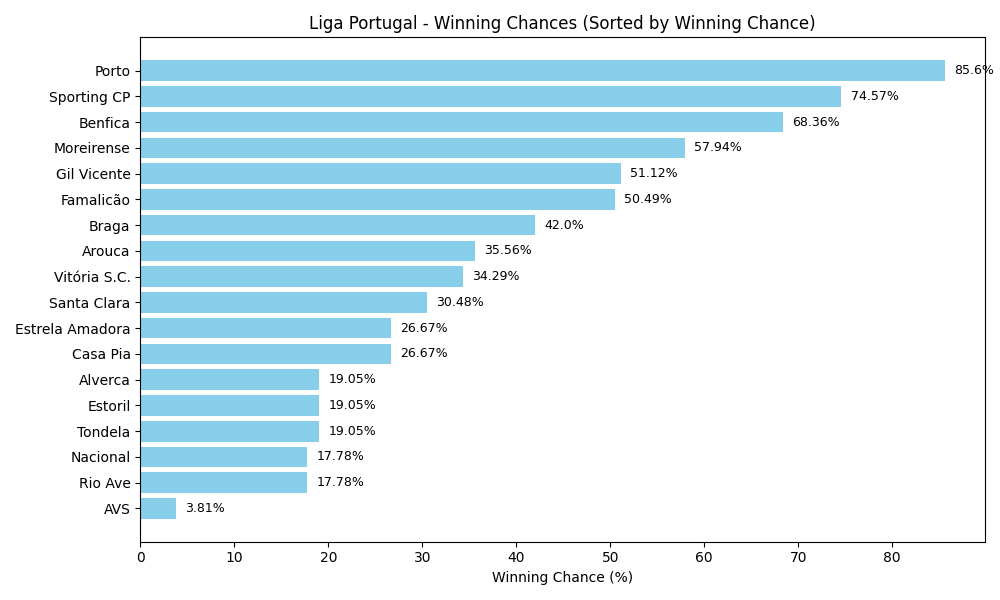 Liga Portugal - Winning Chances (Sorted by Winning Chance)
Porto 85.6%
Sporting CP 74.57%
Benfica 68.36%
Moreirense 57.94%
Gil Vicente 51.12%
Famalicão 50.49%
Braga 42.0%
Arouca 35.56%
Vitória S.C. 34.29%
Santa Clara 30.48%
Estrela Amadora 26.67%
Casa Pia 26.67%
Alverca 19.05%
Estoril 19.05%
Tondela 19.05%
Nacional 17.78%
Rio Ave 17.78%
AVS 3.81%
0 10 20 30 40 50 60 70 80
Winning Chance (%)